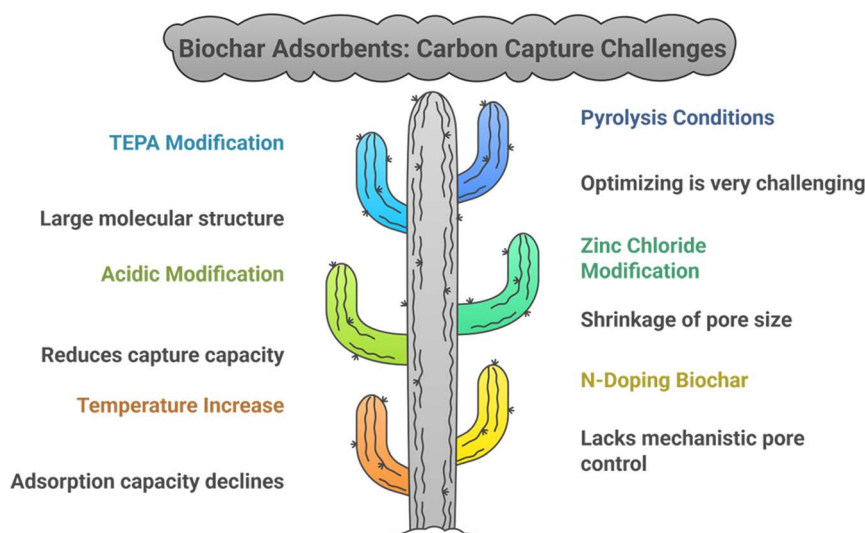 Biochar Adsorbents: Carbon Capture Challenges
TEPA Modification
Large molecular structure
Acidic Modification
Reduces capture capacity
Temperature Increase
Adsorption capacity declines
Pyrolysis Conditions
Optimizing is very challenging
Zinc Chloride
Modification
Shrinkage of pore size
N-Doping Biochar
Lacks mechanistic pore
control